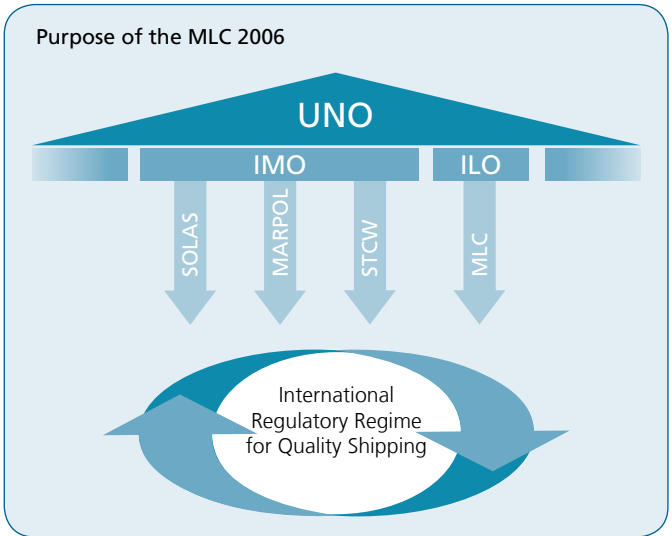 Purpose of the MLC 2006
UNO
IMO
ILO
SOLAS
MARPOL
STCW
MLC
International
Regulatory Regime
for Quality Shipping